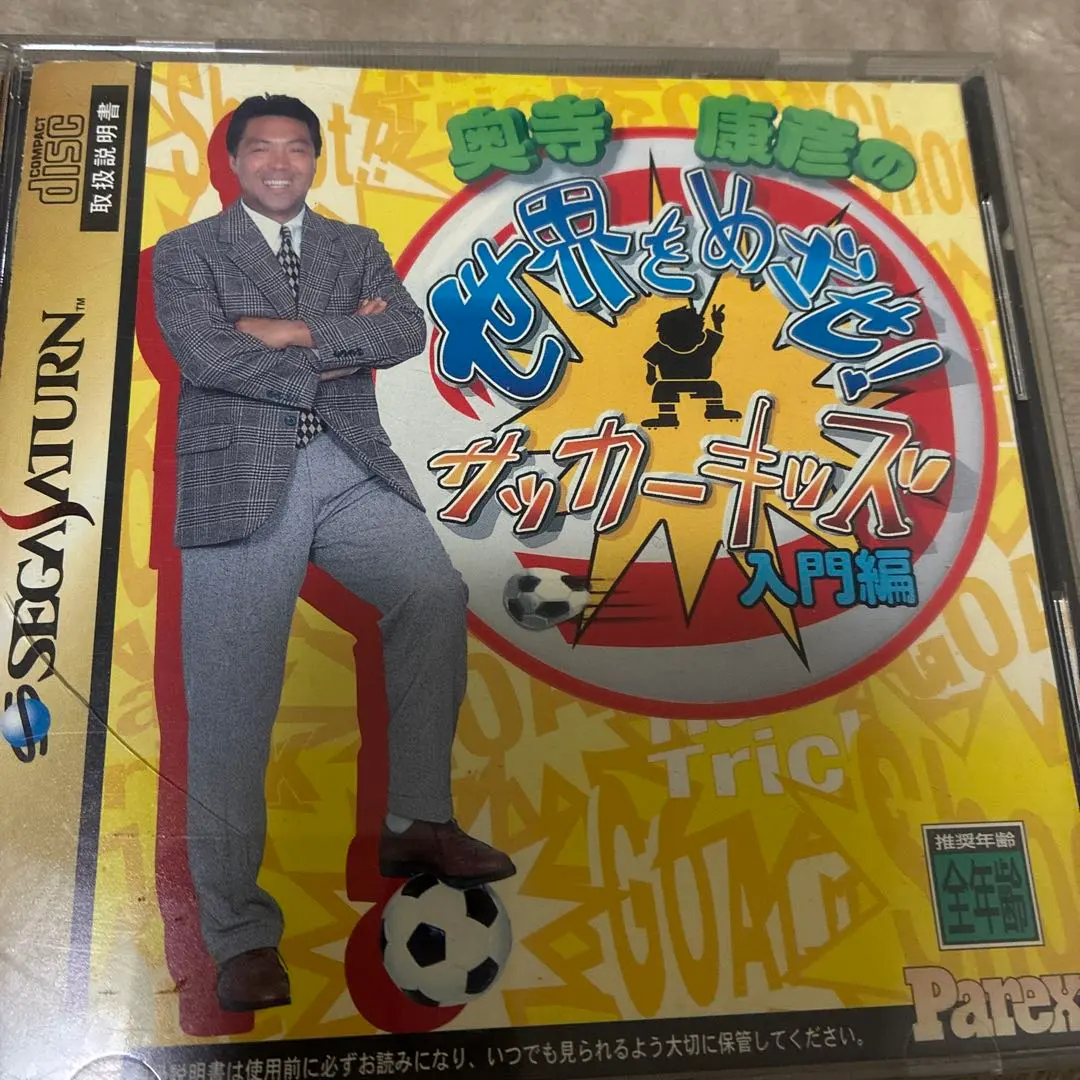 COMPACT
disc
取扱説明書
SEGA SATURN™
奥寺 康彦の
世界をめざせ!
サッカーキッズ
入門編
Tric
GOAL
推奨年齢
全年齢
Parex
説明書は使用前に必ずお読みになり、いつでも見られるよう大切に保管してください。